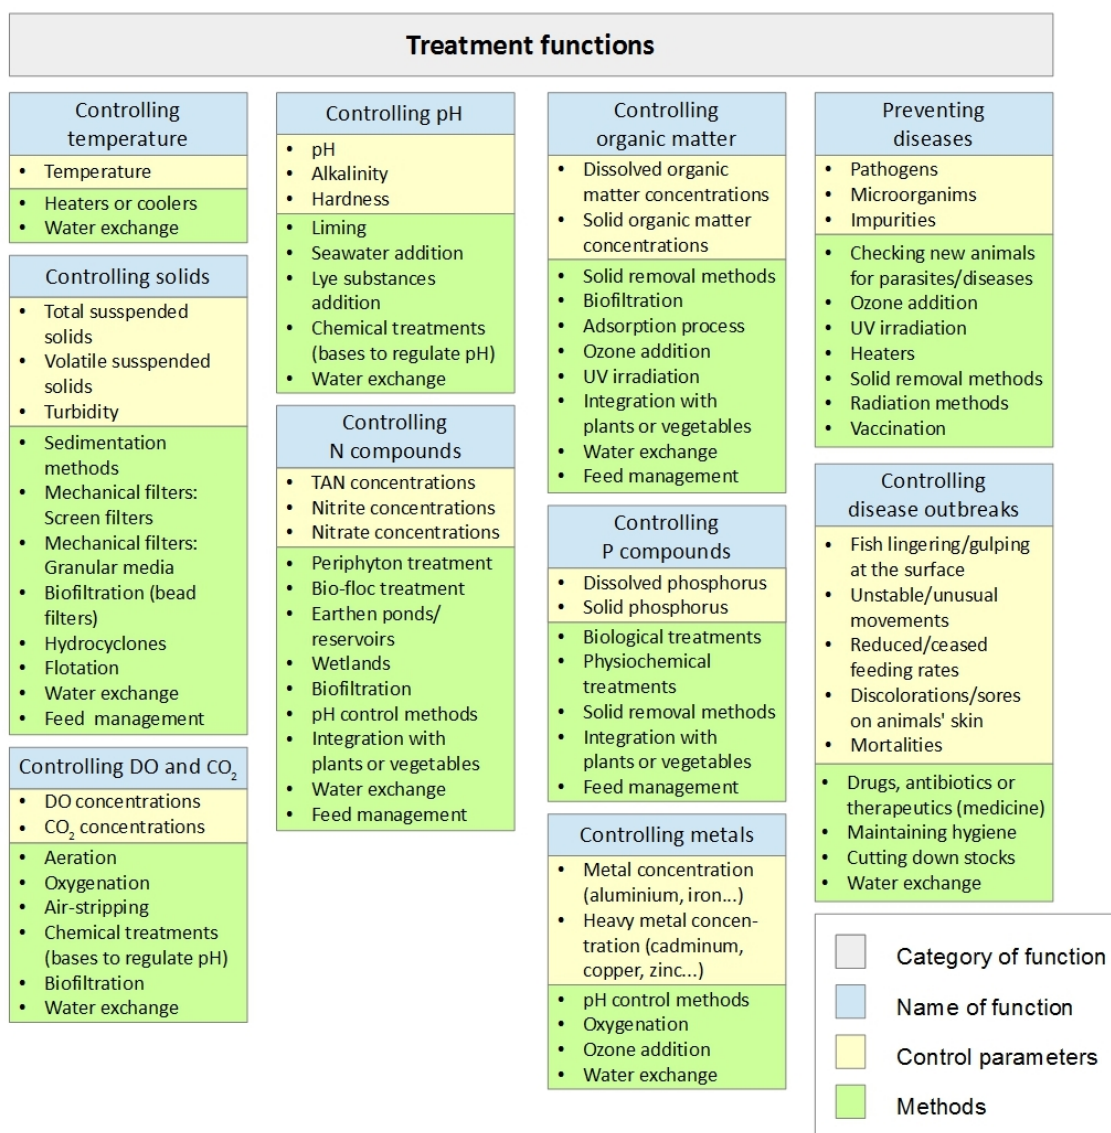 Treatment functions
Controlling
temperature
• Temperature
• Heaters or coolers
• Water exchange
Controlling solids
• Total susspended
solids
• Volatile susspended
solids
• Turbidity
• Sedimentation
methods
• Mechanical filters:
Screen filters
• Mechanical filters:
Granular media
• Biofiltration (bead
filters)
• Hydrocyclones
• Flotation
• Water exchange
• Feed management
Controlling DO and CO₂
• DO concentrations
• CO₂ concentrations
• Aeration
• Oxygenation
• Air-stripping
• Chemical treatments
(bases to regulate pH)
• Biofiltration
• Water exchange
Controlling pH
• pH
• Alkalinity
• Hardness
• Liming
• Seawater addition
• Lye substances
addition
• Chemical treatments
(bases to regulate pH)
• Water exchange
Controlling
N compounds
• TAN concentrations
• Nitrite concentrations
• Nitrate concentrations
• Periphyton treatment
• Bio-floc treatment
• Earthen ponds/
reservoirs
• Wetlands
• Biofiltration
• pH control methods
• Integration with
plants or vegetables
• Water exchange
• Feed management
Controlling
organic matter
• Dissolved organic
matter concentrations
• Solid organic matter
concentrations
• Solid removal methods
• Biofiltration
• Adsorption process
• Ozone addition
• UV irradiation
• Integration with
plants or vegetables
• Water exchange
• Feed management
Controlling
P compounds
• Dissolved phosphorus
• Solid phosphorus
• Biological treatments
• Physiochemical
treatments
• Solid removal methods
• Integration with
plants or vegetables
• Feed management
Controlling metals
• Metal concentration
(aluminium, iron...)
• Heavy metal concen-
tration (cadminum,
copper, zinc...)
• pH control methods
• Oxygenation
• Ozone addition
• Water exchange
Preventing
diseases
• Pathogens
• Microorganims
• Impurities
• Checking new animals
for parasites/diseases
• Ozone addition
• UV irradiation
• Heaters
• Solid removal methods
• Radiation methods
• Vaccination
Controlling
disease outbreaks
• Fish lingering/gulping
at the surface
• Unstable/unusual
movements
• Reduced/ceased
feeding rates
• Discolorations/sores
on animals' skin
• Mortalities
• Drugs, antibiotics or
therapeutics (medicine)
• Maintaining hygiene
• Cutting down stocks
• Water exchange
Category of function
Name of function
Control parameters
Methods